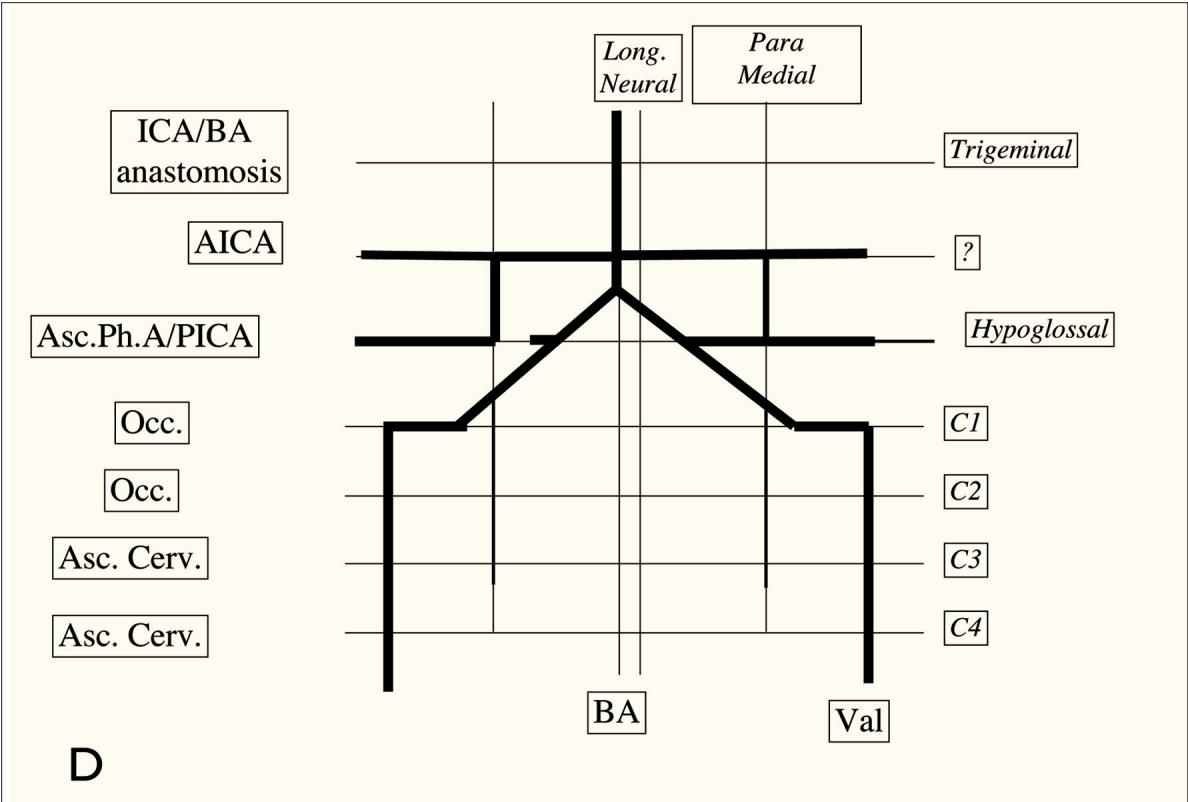 Long.
Neural
Para
Medial
ICA/BA
anastomosis
Trigeminal
AICA
?
Asc.Ph.A/PICA
Hypoglossal
Occ.
C1
Occ.
C2
Asc. Cerv.
C3
Asc. Cerv.
C4
BA
Val
D